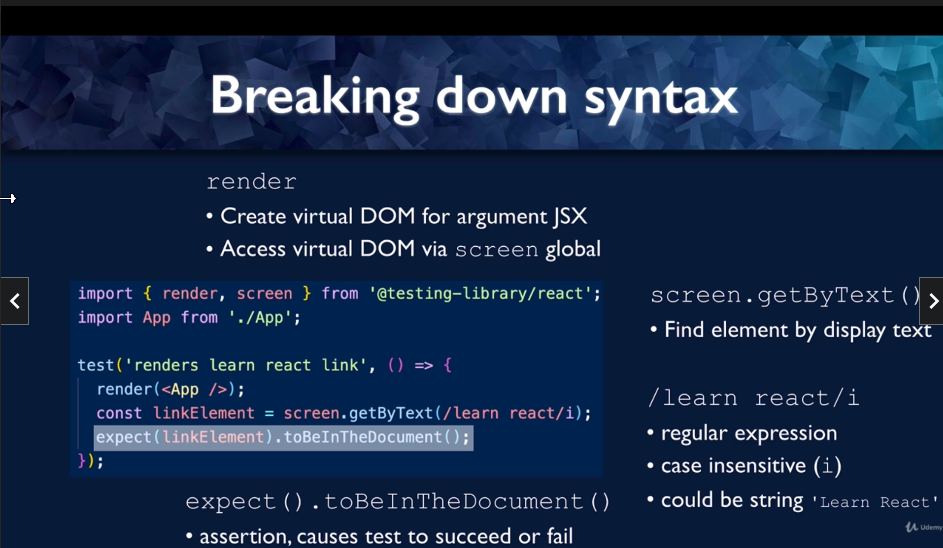 Breaking down syntax
render
• Create virtual DOM for argument JSX
• Access virtual DOM via screen global
import { render, screen } from '@testing-library/react';
import App from './App';
test('renders learn react link', () => {
render(<App />);
const linkElement = screen.getByText(/learn react/i);
expect(linkElement).toBeInTheDocument();
});
screen.getByText()
• Find element by display text
/learn react/i
• regular expression
• case insensitive (i)
• could be string 'Learn React'
expect().toBeInTheDocument()
• assertion, causes test to succeed or fail
Udemy